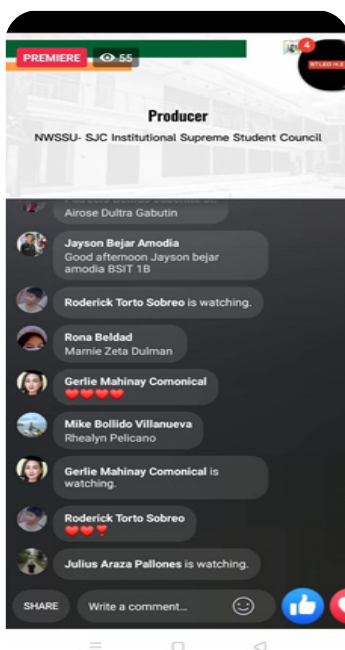 PREMIERE 55
4
Producer
NWSSU- SJC Institutional Supreme Student Council
Airose Dultra Gabutin
Jayson Bejar Amodia
Good afternoon Jayson bejar
amodia BSIT 1B
Roderick Torto Sobreo is watching.
Rona Beldad
Marnie Zeta Dulman
Gerlie Mahinay Comonical
❤️❤️❤️❤️
Mike Bollido Villanueva
Rhealyn Pelicano
Gerlie Mahinay Comonical is
watching.
Roderick Torto Sobreo
❤️❤️❣️
Julius Araza Pallones is watching.
SHARE Write a comment...